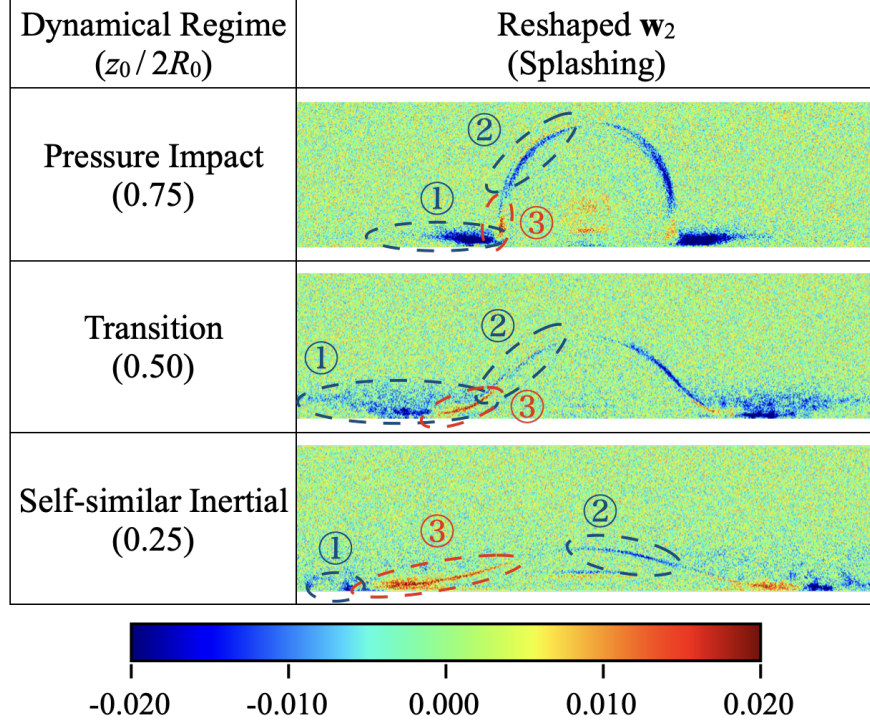 Dynamical Regime
(z₀ / 2R₀)
Reshaped w₂
(Splashing)
Pressure Impact
(0.75)
①
②
③
Transition
(0.50)
①
②
③
Self-similar Inertial
(0.25)
①
③
②
-0.020
-0.010
0.000
0.010
0.020